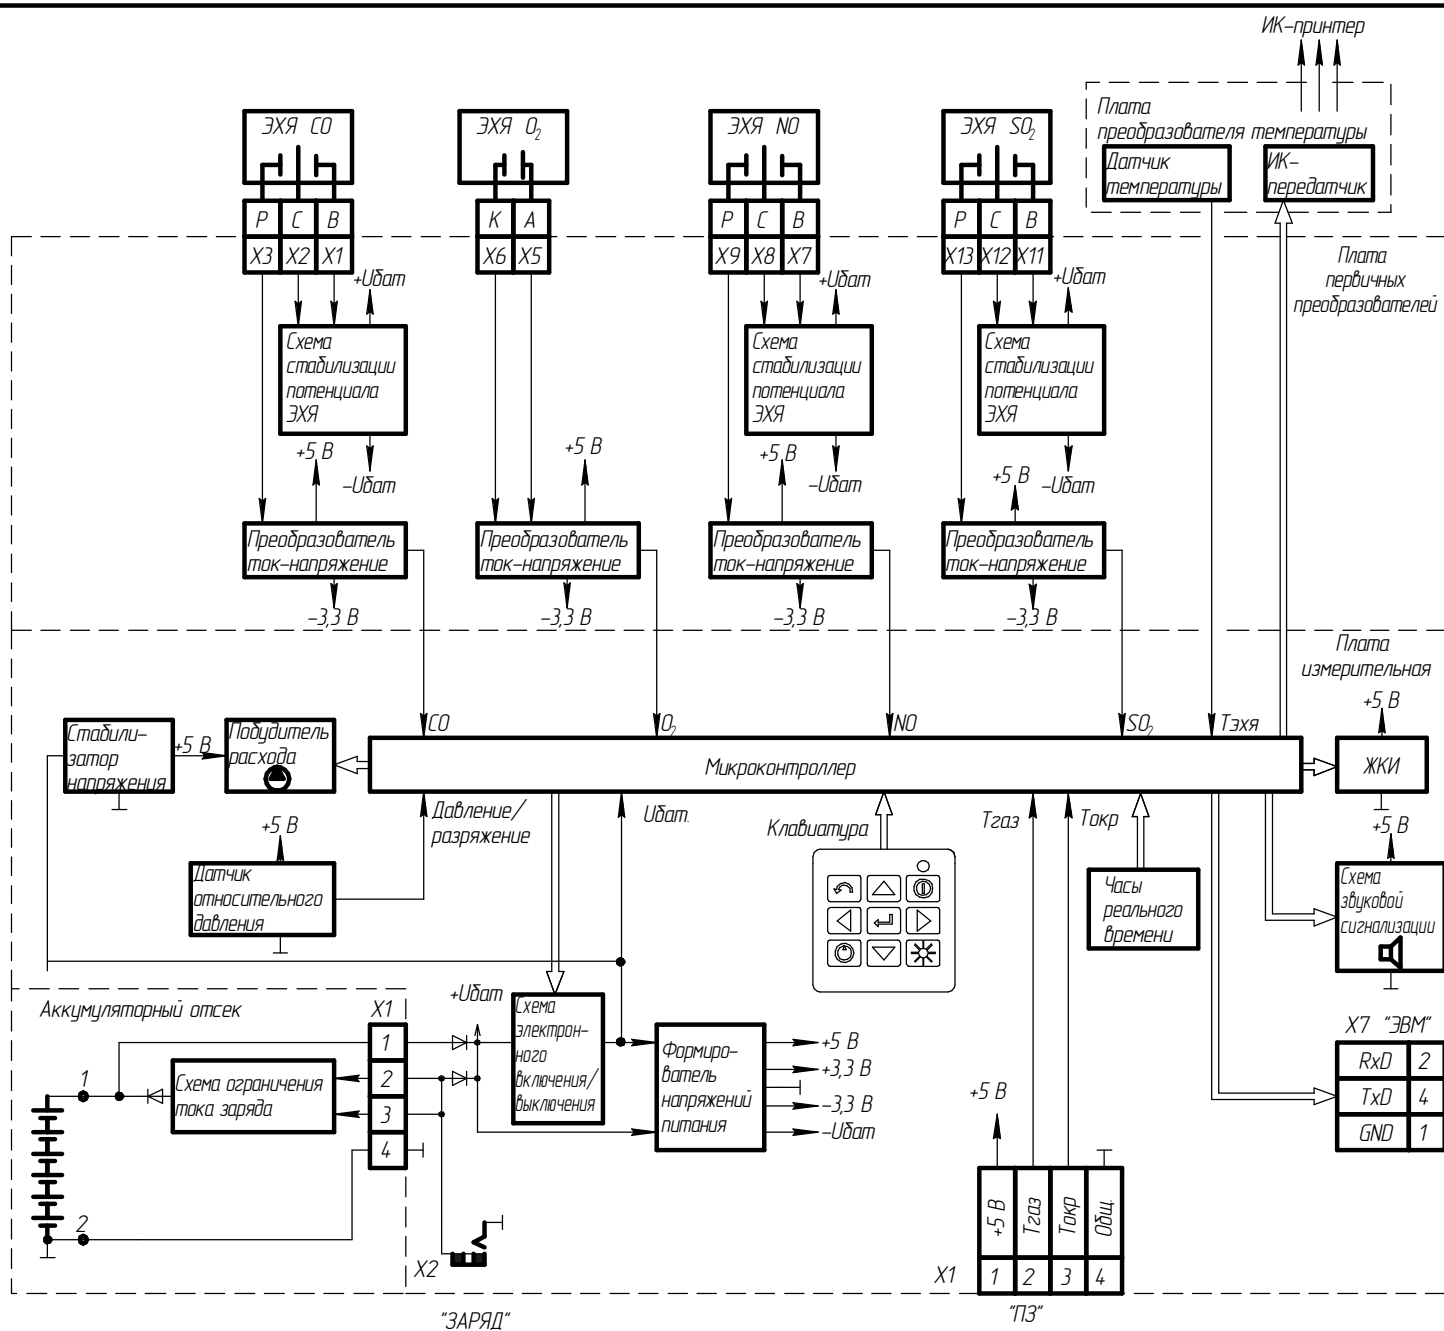 ИК-принтер
Плата
преобразователя температуры
Датчик
температуры
ИК-
передатчик
ЭХЯ CO
ЭХЯ O₂
ЭХЯ NO
ЭХЯ SO₂
P C B
K A
P C B
P C B
X3 X2 X1
X6 X5
X9 X8 X7
X13 X12 X11
Плата
первичных
преобразователей
+Uбат
+Uбат
+Uбат
Схема
стабилизации
потенциала
ЭХЯ
Схема
стабилизации
потенциала
ЭХЯ
Схема
стабилизации
потенциала
ЭХЯ
+5 В
+5 В
+5 В
+5 В
-Uбат
-Uбат
-Uбат
Преобразователь
ток-напряжение
Преобразователь
ток-напряжение
Преобразователь
ток-напряжение
Преобразователь
ток-напряжение
-3,3 В
-3,3 В
-3,3 В
-3,3 В
Плата
измерительная
CO
O₂
NO
SO₂
Тэхя
+5 В
Стабили-
затор
напряжения
+5 В
Побудитель
расхода
Микроконтроллер
ЖКИ
Давление/
разряжение
Uбат.
Клавиатура
Тгаз
Токр
+5 В
+5 В
Датчик
относительного
давления
Часы
реального
времени
Схема
звуковой
сигнализации
Аккумуляторный отсек
X1
+Uбат
Схема
электрон-
ного
включения/
выключения
Формиро-
ватель
напряжений
питания
+5 В
+3,3 В
-3,3 В
-Uбат
X7 "ЭВМ"
RxD 2
TxD 4
GND 1
1
Схема ограничения
тока заряда
1
2
3
4
2
X2
+5 В
+5 В
Тгаз
Токр
Общ.
X1 1 2 3 4
"ЗАРЯД"
"ПЗ"